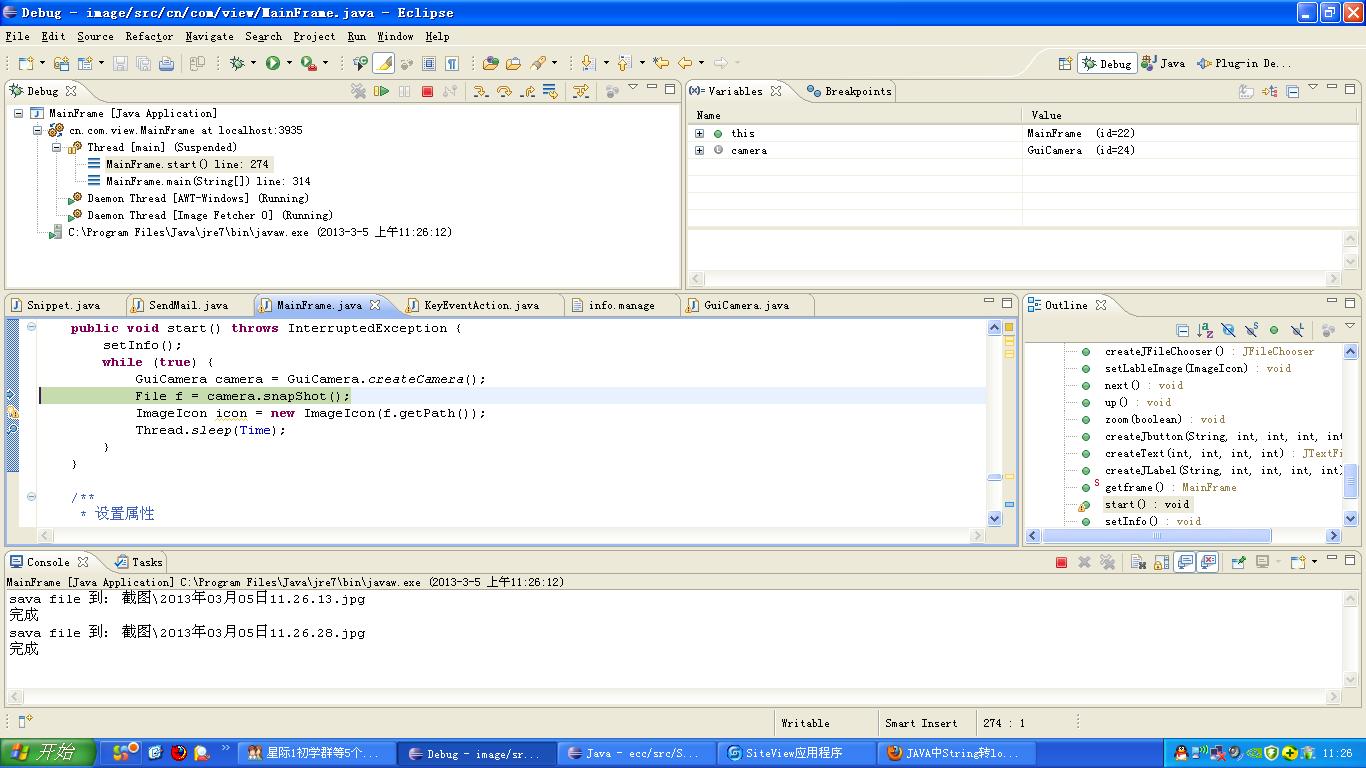 Debug - image/src/cn/com/view/MainFrame.java - Eclipse
File Edit Source Refactor Navigate Search Project Run Window Help
Debug Java Plug-in De...
Debug
MainFrame [Java Application]
cn.com.view.MainFrame at localhost:3935
Thread [main] (Suspended)
MainFrame.start() line: 274
MainFrame.main(String[]) line: 314
Daemon Thread [AWT-Windows] (Running)
Daemon Thread [Image Fetcher 0] (Running)
C:\Program Files\Java\jre7\bin\javaw.exe (2013-3-5 上午11:26:12)
(x)= Variables Breakpoints
Name Value
this MainFrame (id=22)
camera GuiCamera (id=24)
Snippet.java SendMail.java MainFrame.java KeyEventAction.java info.manage GuiCamera.java
public void start() throws InterruptedException {
setInfo();
while (true) {
GuiCamera camera = GuiCamera.createCamera();
File f = camera.snapShot();
ImageIcon icon = new ImageIcon(f.getPath());
Thread.sleep(Time);
}
}
/**
* 设置属性
Outline
createJFileChooser() : JFileChooser
setLableImage(ImageIcon) : void
next() : void
up() : void
zoom(boolean) : void
createJbutton(String, int, int, int, int
createText(int, int, int, int) : JTextFi
createJLabel(String, int, int, int, int)
getframe() : MainFrame
start() : void
setInfo() : void
Console Tasks
MainFrame [Java Application] C:\Program Files\Java\jre7\bin\javaw.exe (2013-3-5 上午11:26:12)
sava file 到: 截图\2013年03月05日11.26.13.jpg
完成
sava file 到: 截图\2013年03月05日11.26.28.jpg
完成
Writable Smart Insert 274 : 1
开始 星际1初学群等5个... Debug - image/sr... Java - ecc/src/S... SiteView应用程序 JAVA中String转lo... 11:26